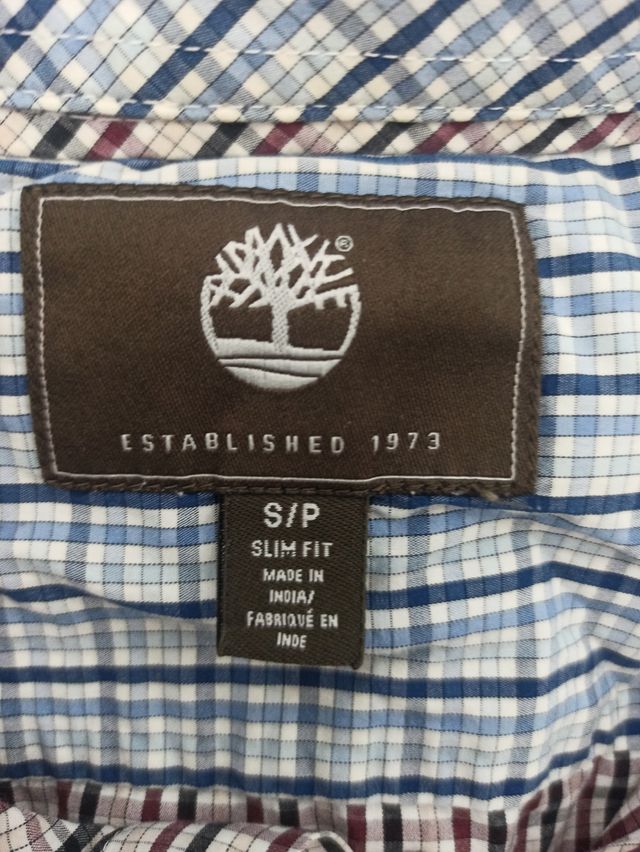 ®
ESTABLISHED 1973
S/P
SLIM FIT
MADE IN
INDIA/
FABRIQUÉ EN
INDE